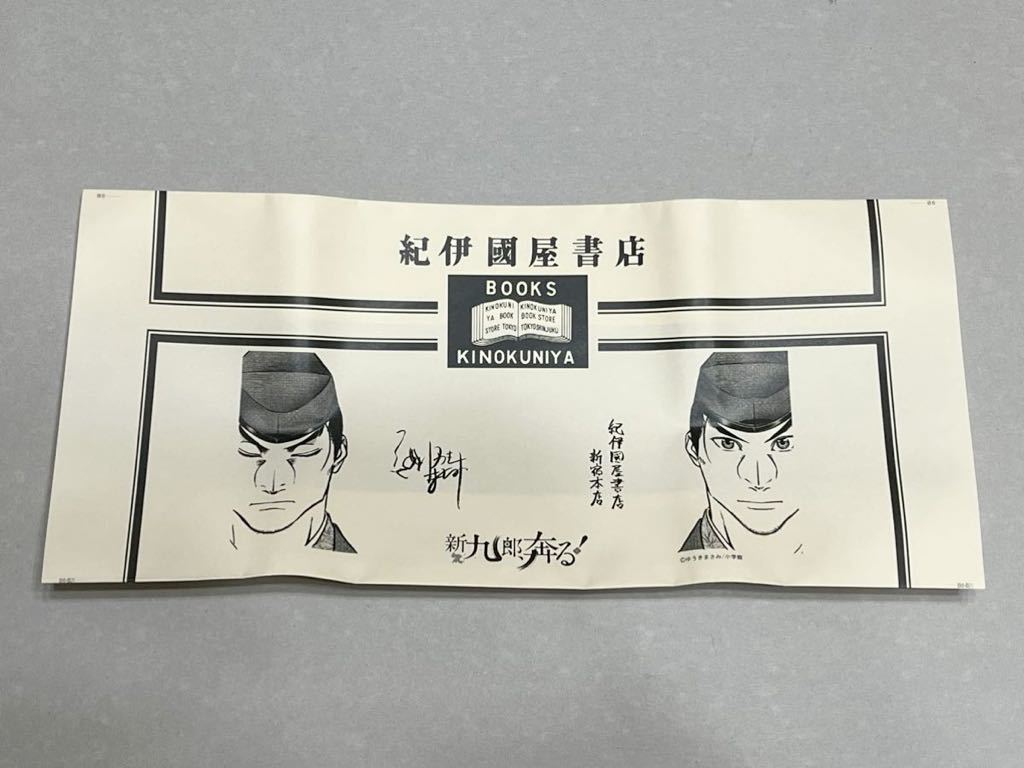 紀伊國屋書店
BOOKS
KINOKUNI
YA BOOK
STORE TOKYO
KINOKUNIYA
BOOK STORE
TOKYO SHINJUKU
KINOKUNIYA
紀伊國屋書店
新宿本店
新九郎、奔る!
©ゆうきまさみ/小学館